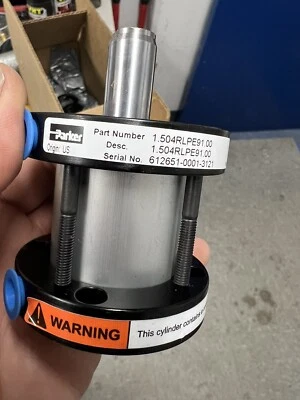 Parker
Origin: US
Part Number 1.504RLPE91.00
Desc. 1.504RLPE91.00
Serial No. 612651-0001-3121
WARNING
This cylinder contains